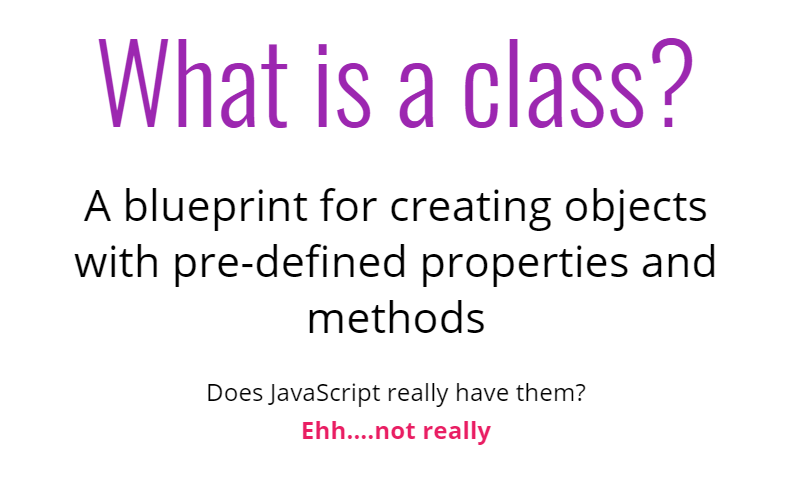 What is a class?
A blueprint for creating objects
with pre-defined properties and
methods
Does JavaScript really have them?
Ehh....not really